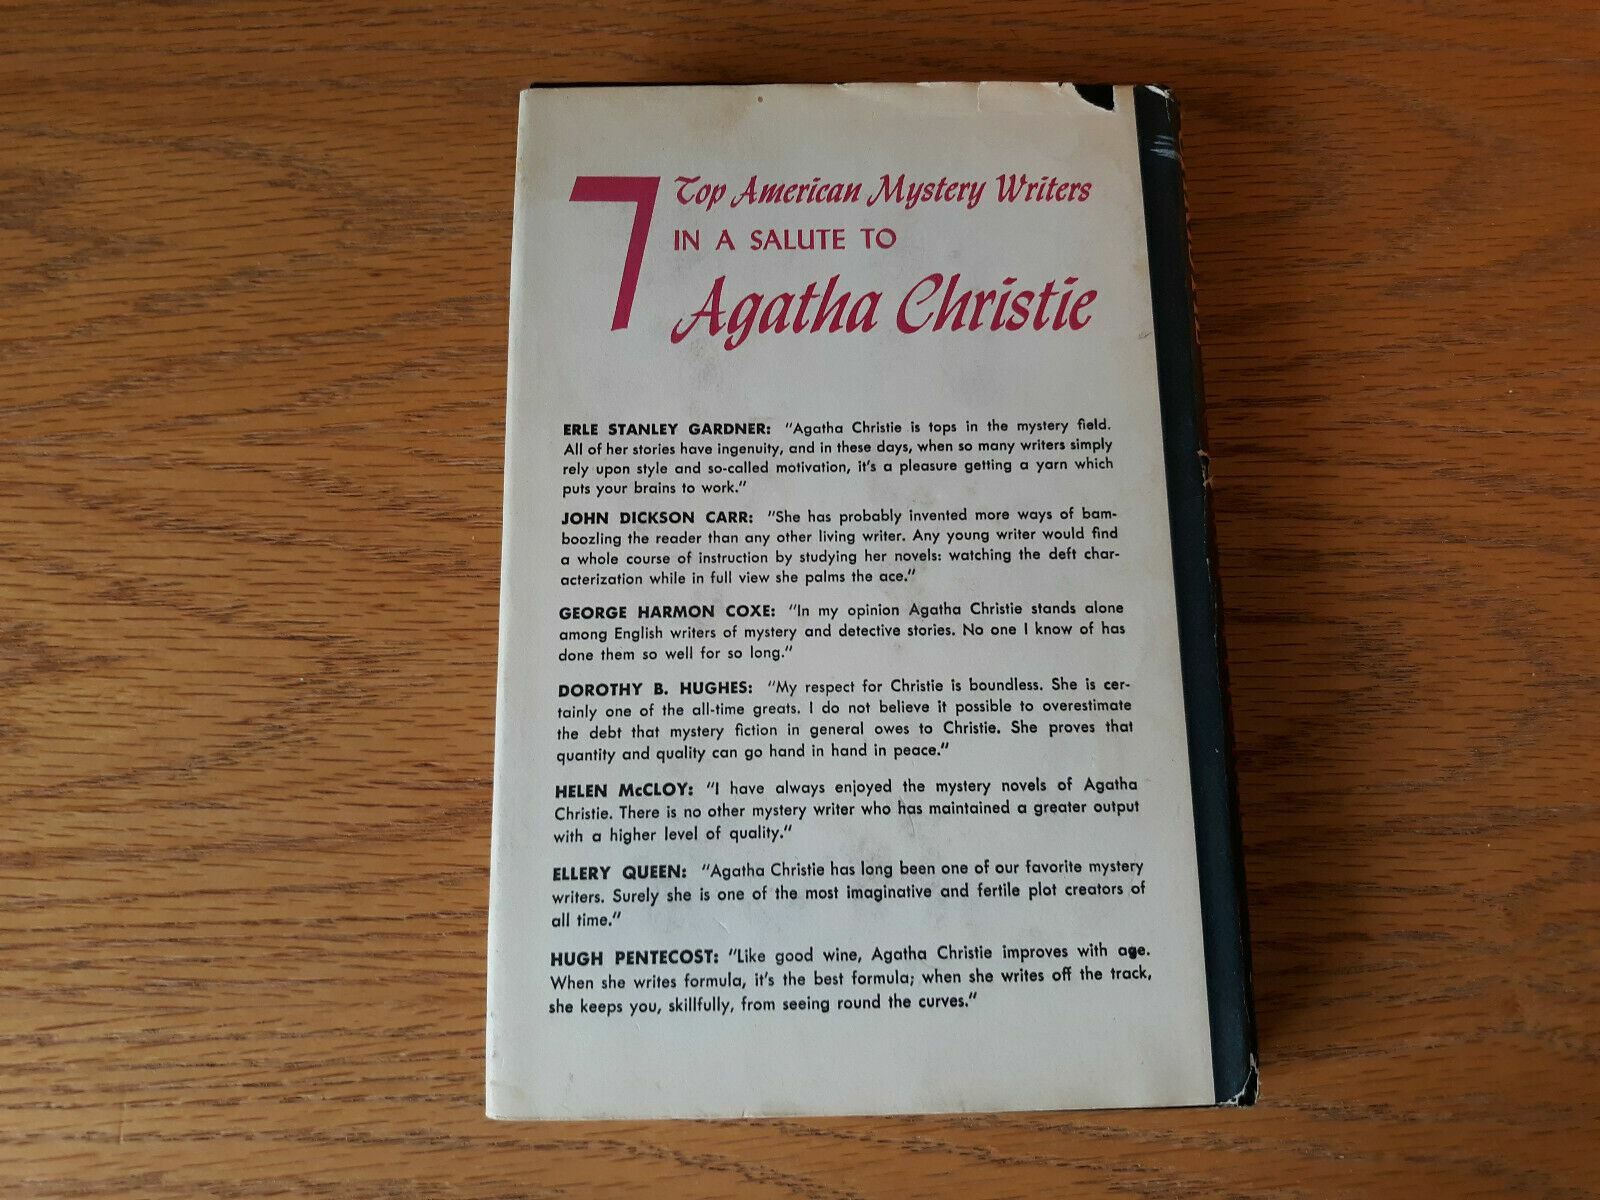 7 Top American Mystery Writers
IN A SALUTE TO
Agatha Christie
ERLE STANLEY GARDNER: "Agatha Christie is tops in the mystery field.
All of her stories have ingenuity, and in these days, when so many writers simply
rely upon style and so-called motivation, it's a pleasure getting a yarn which
puts your brains to work."
JOHN DICKSON CARR: "She has probably invented more ways of bam-
boozling the reader than any other living writer. Any young writer would find
a whole course of instruction by studying her novels: watching the deft char-
acterization while in full view she palms the ace."
GEORGE HARMON COXE: "In my opinion Agatha Christie stands alone
among English writers of mystery and detective stories. No one I know of has
done them so well for so long."
DOROTHY B. HUGHES: "My respect for Christie is boundless. She is cer-
tainly one of the all-time greats. I do not believe it possible to overestimate
the debt that mystery fiction in general owes to Christie. She proves that
quantity and quality can go hand in hand in peace."
HELEN McCLOY: "I have always enjoyed the mystery novels of Agatha
Christie. There is no other mystery writer who has maintained a greater output
with a higher level of quality."
ELLERY QUEEN: "Agatha Christie has long been one of our favorite mystery
writers. Surely she is one of the most imaginative and fertile plot creators of
all time."
HUGH PENTECOST: "Like good wine, Agatha Christie improves with age.
When she writes formula, it's the best formula; when she writes off the track,
she keeps you, skillfully, from seeing round the curves."